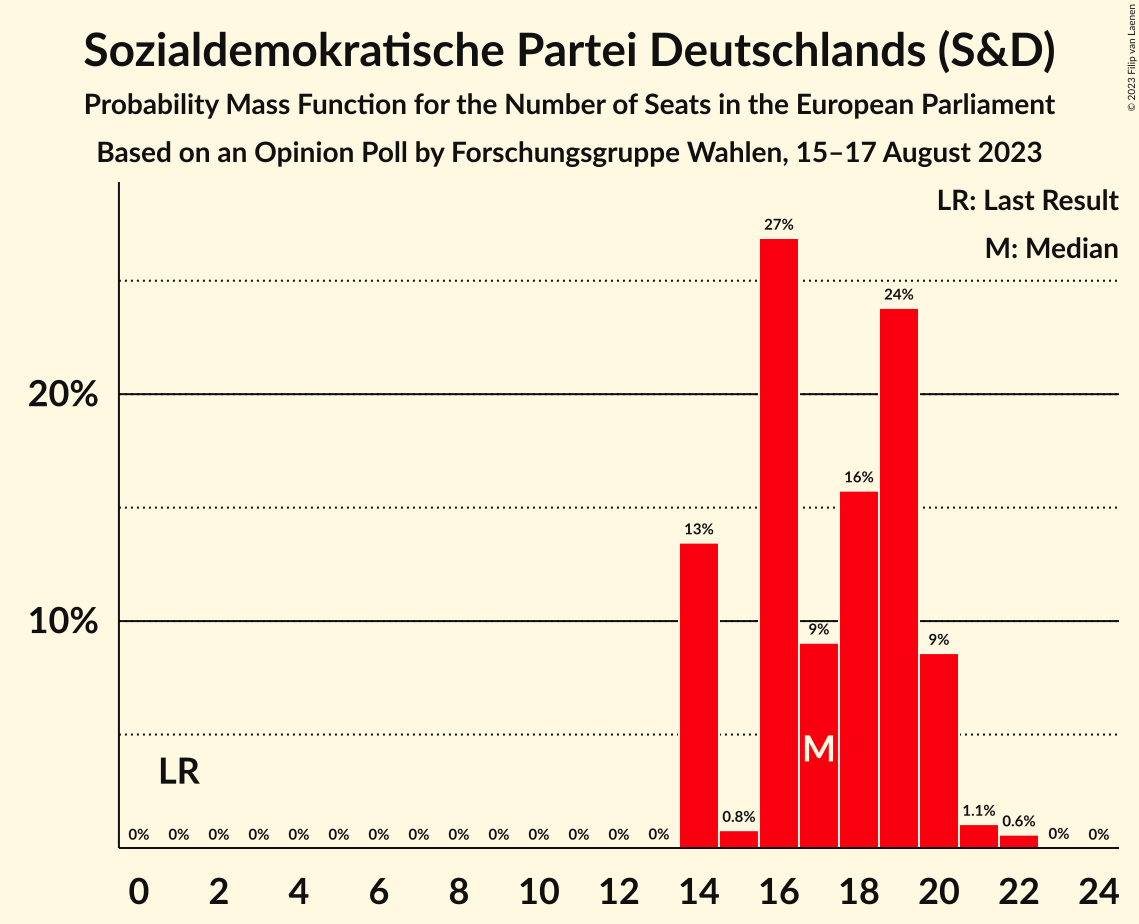 Sozialdemokratische Partei Deutschlands (S&D)
Probability Mass Function for the Number of Seats in the European Parliament
Based on an Opinion Poll by Forschungsgruppe Wahlen, 15–17 August 2023
© 2023 Filip van Laenen
LR: Last Result
M: Median
27%
24%
20%
16%
13%
10%
9%
9%
M
LR
0.8%
1.1%
0.6%
0% 0% 0% 0% 0% 0% 0% 0% 0% 0% 0% 0% 0% 0% 0% 0%
0 2 4 6 8 10 12 14 16 18 20 22 24